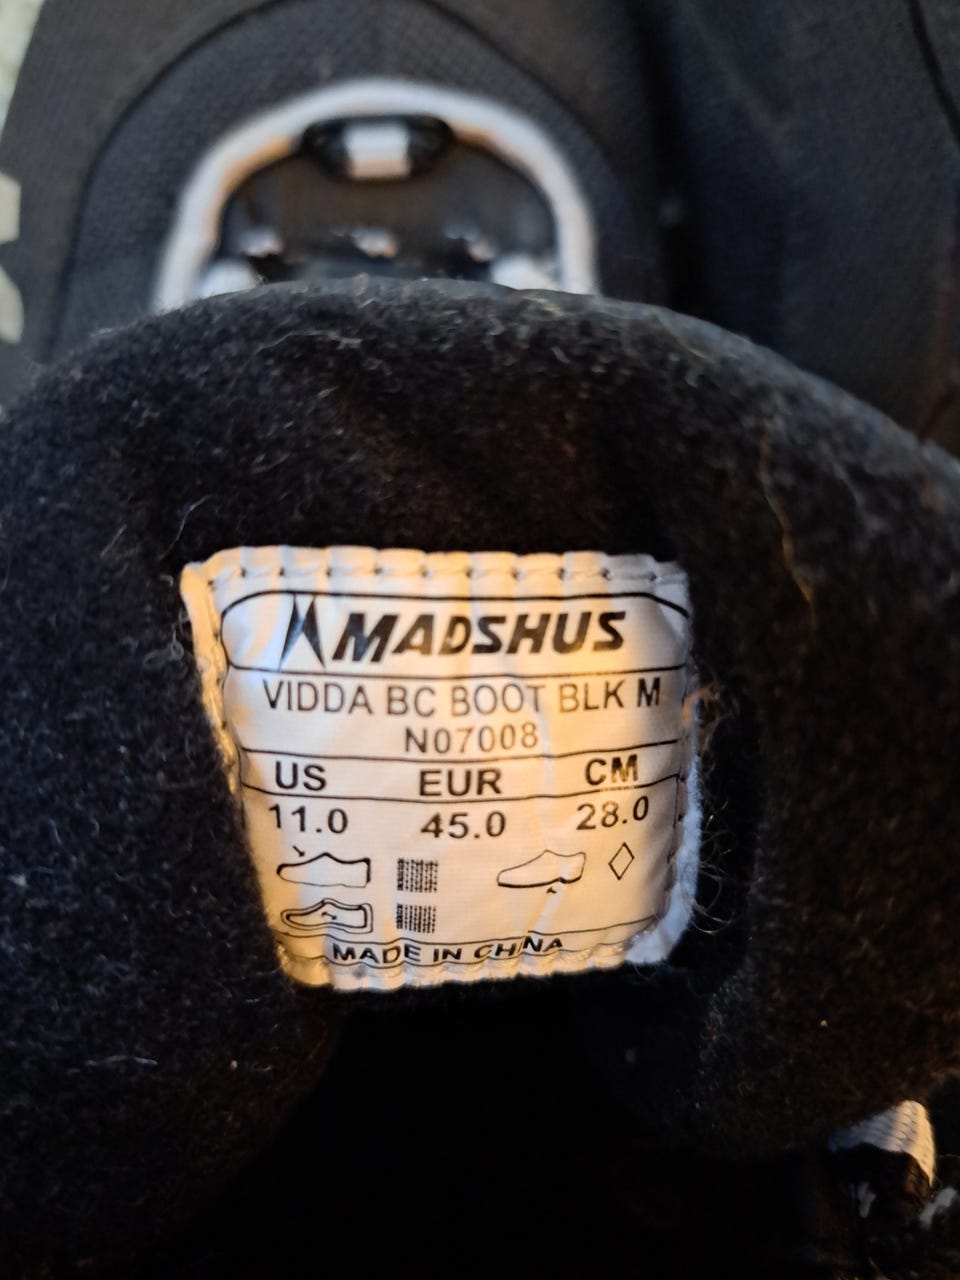 MADSHUS
VIDDA BC BOOT BLK M
N07008
US EUR CM
11.0 45.0 28.0
MADE IN CHINA